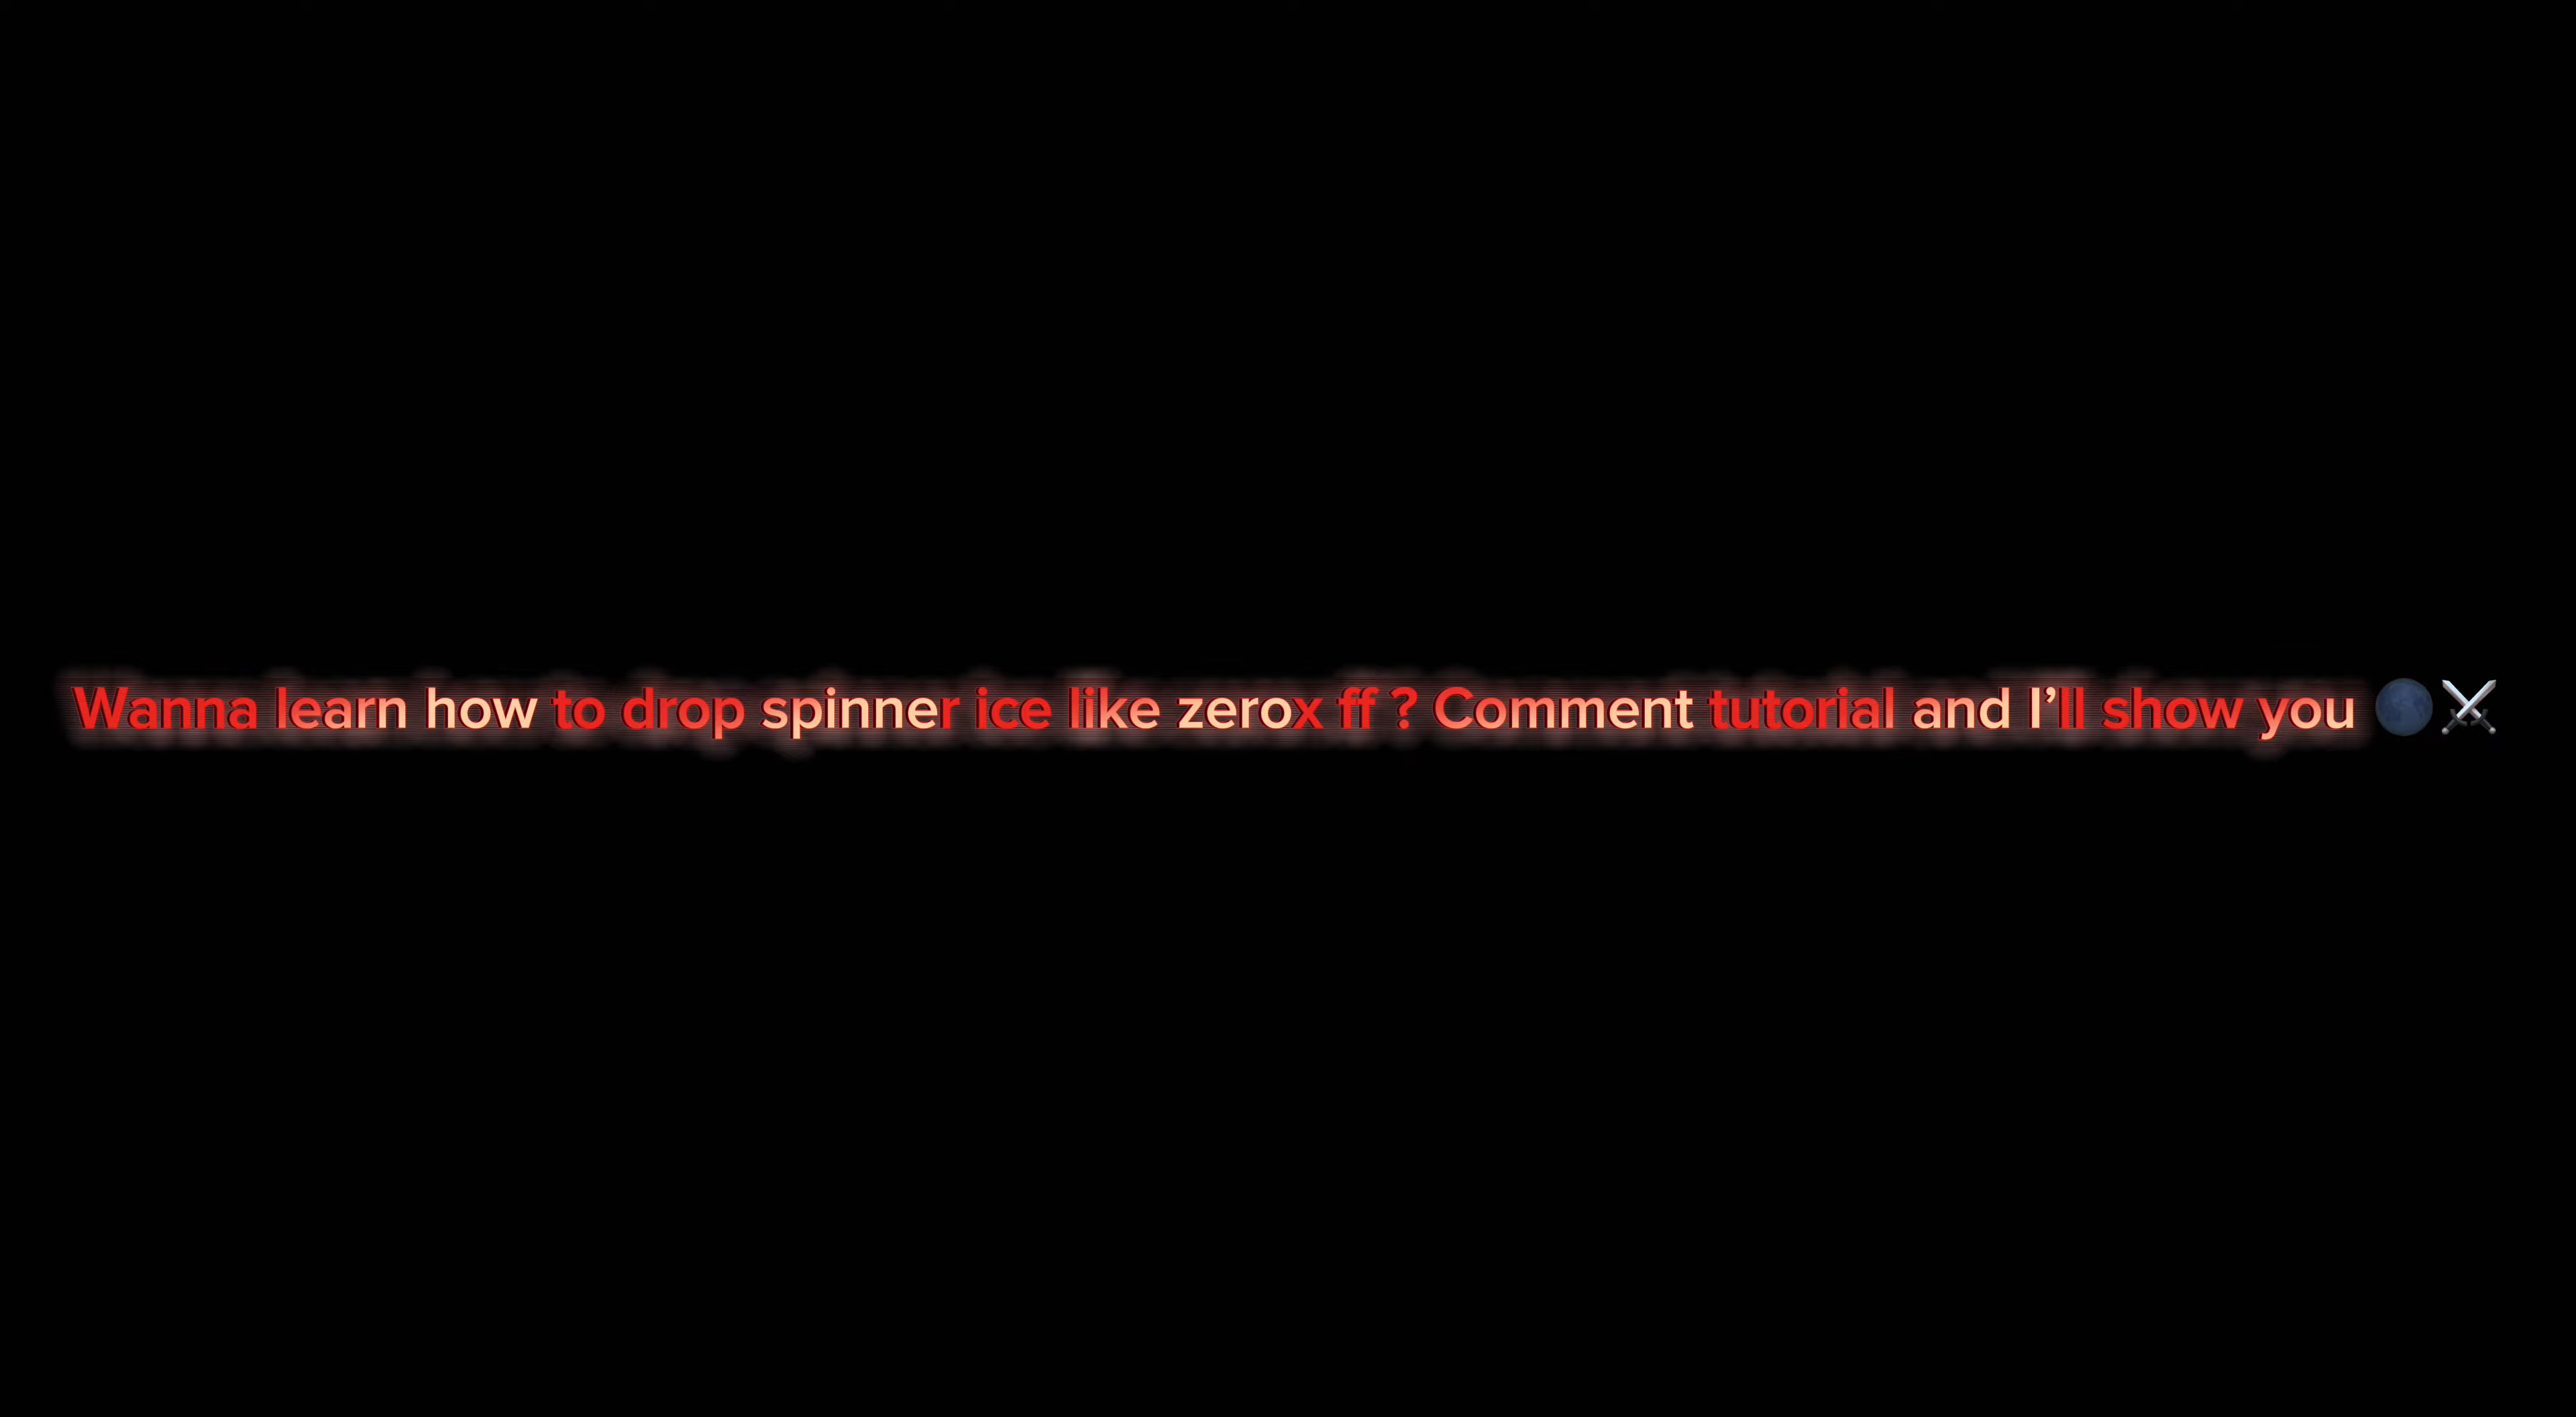 Wanna learn how to drop spinner ice like zerox ff ? Comment tutorial and I’ll show you 🌑⚔️